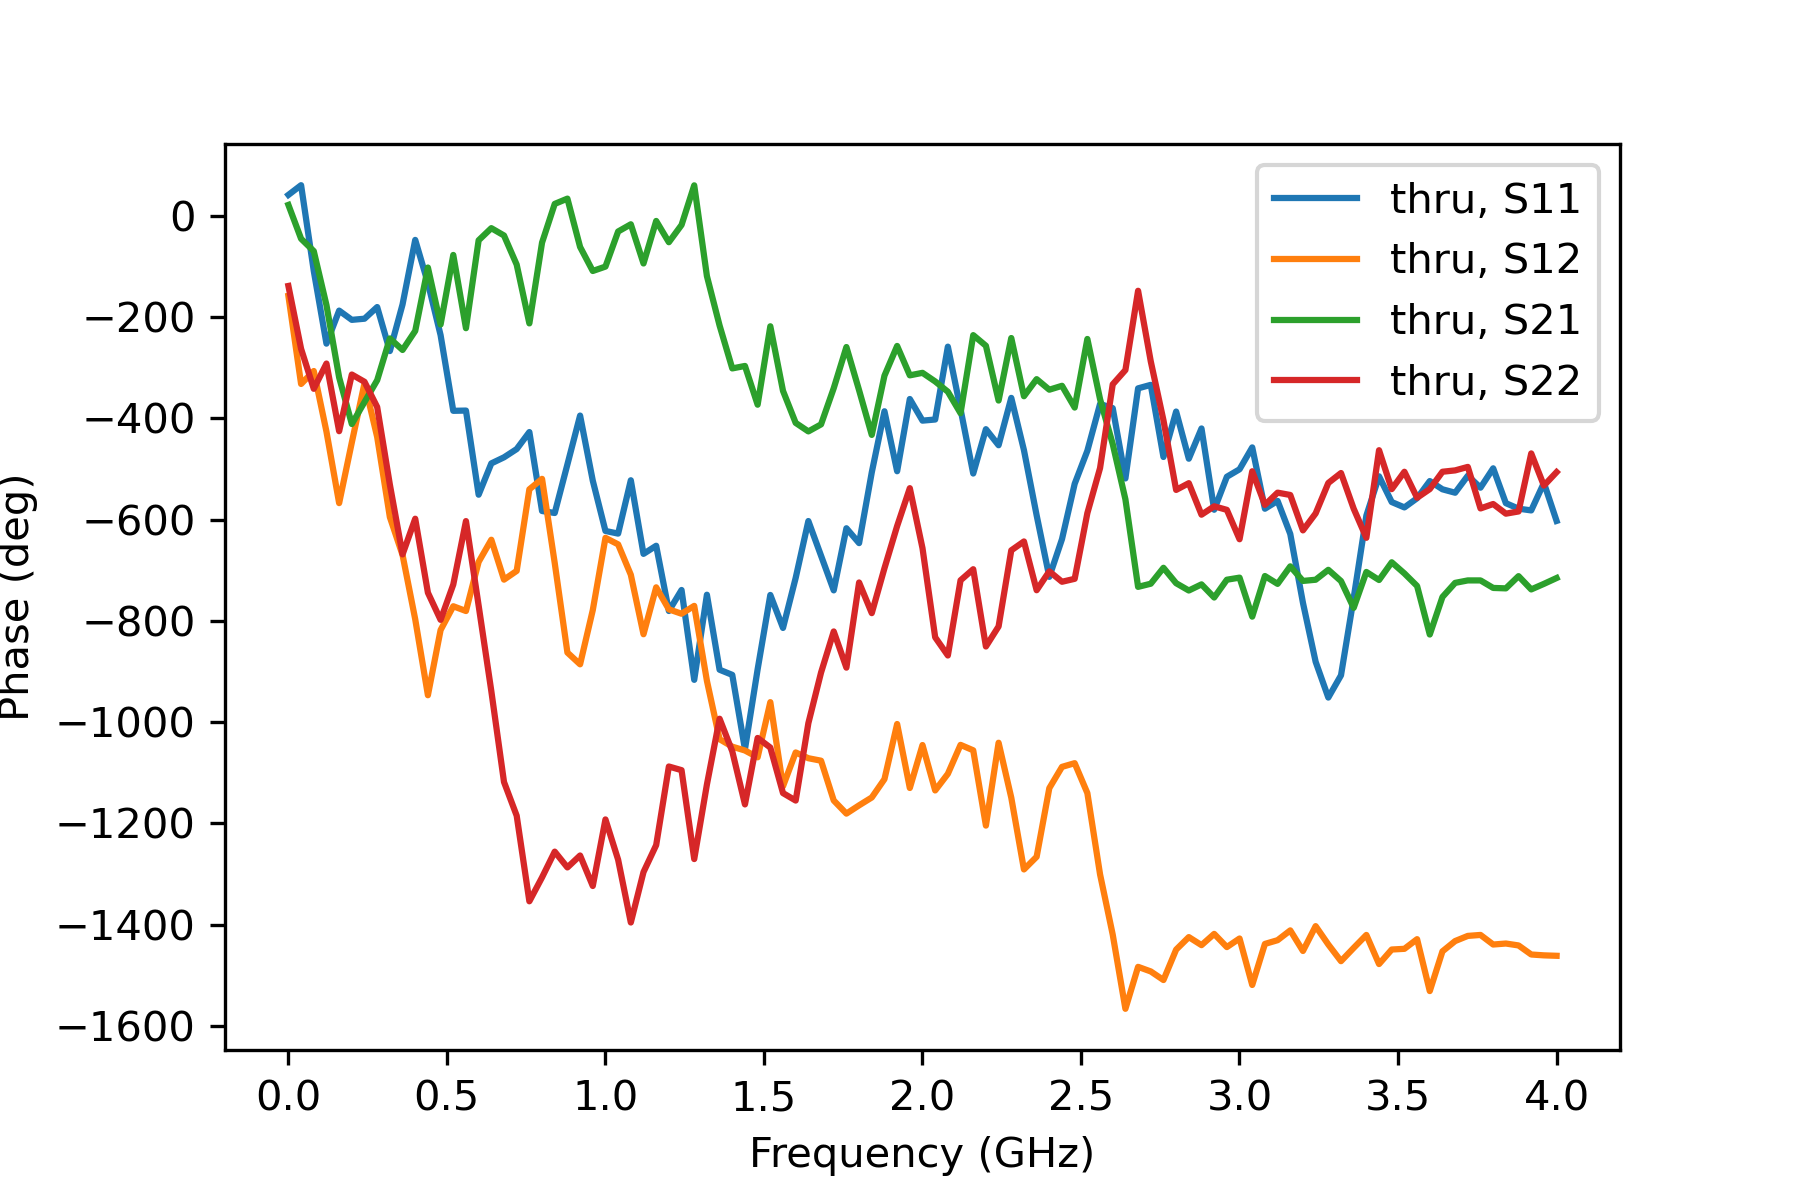 thru, S11
thru, S12
thru, S21
thru, S22
Phase (deg)
0
−200
−400
−600
−800
−1000
−1200
−1400
−1600
0.0 0.5 1.0 1.5 2.0 2.5 3.0 3.5 4.0
Frequency (GHz)